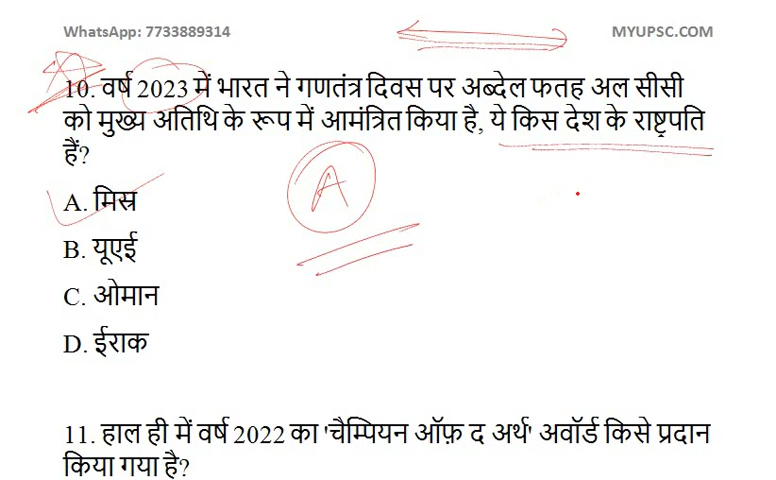 WhatsApp: 7733889314
MYUPSC.COM
10. वर्ष 2023 में भारत ने गणतंत्र दिवस पर अब्देल फतह अल सीसी
को मुख्य अतिथि के रूप में आमंत्रित किया है, ये किस देश के राष्ट्रपति
हैं?
A. मिस्र
A
B. यूएई
C. ओमान
D. ईराक
11. हाल ही में वर्ष 2022 का 'चैम्पियन ऑफ़ द अर्थ' अवॉर्ड किसे प्रदान
किया गया है?